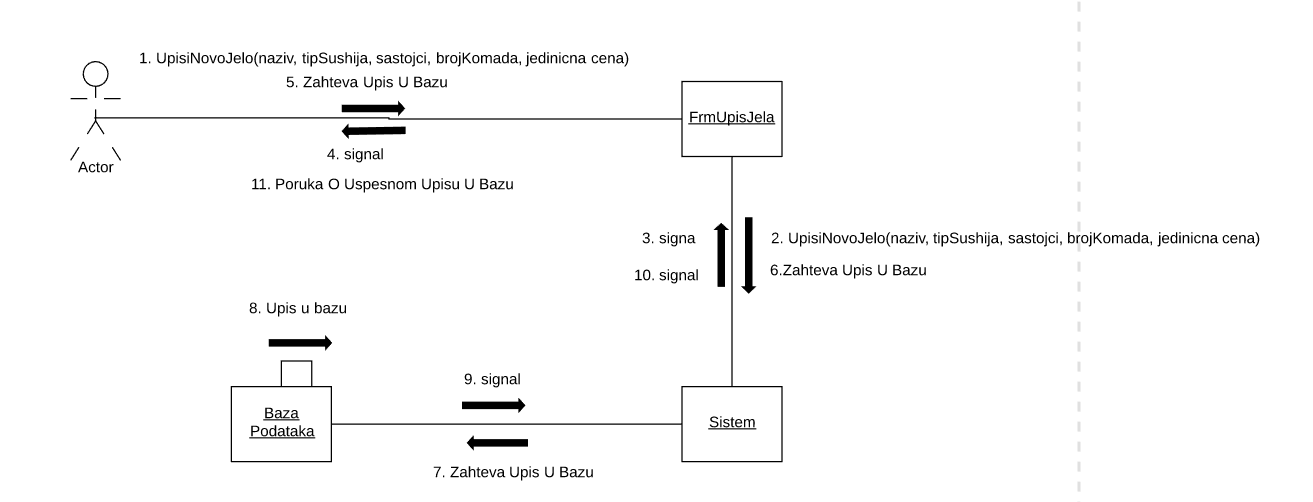 1. UpisiNovoJelo(naziv, tipSushija, sastojci, brojKomada, jedinicna cena)
5. Zahteva Upis U Bazu
FrmUpisJela
4. signal
Actor
11. Poruka O Uspesnom Upisu U Bazu
3. signa
2. UpisiNovoJelo(naziv, tipSushija, sastojci, brojKomada, jedinicna cena)
10. signal
6.Zahteva Upis U Bazu
8. Upis u bazu
9. signal
Baza
Podataka
Sistem
7. Zahteva Upis U Bazu